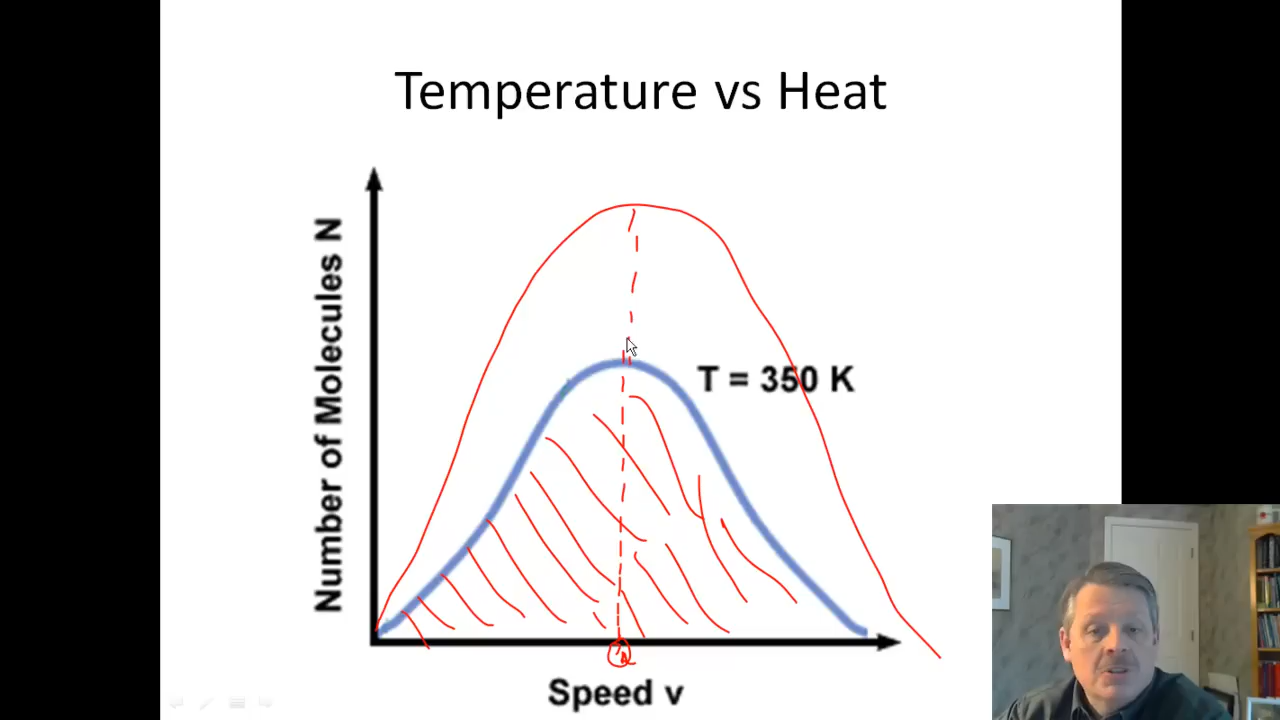 Temperature vs Heat
Number of Molecules N
T = 350 K
Speed v